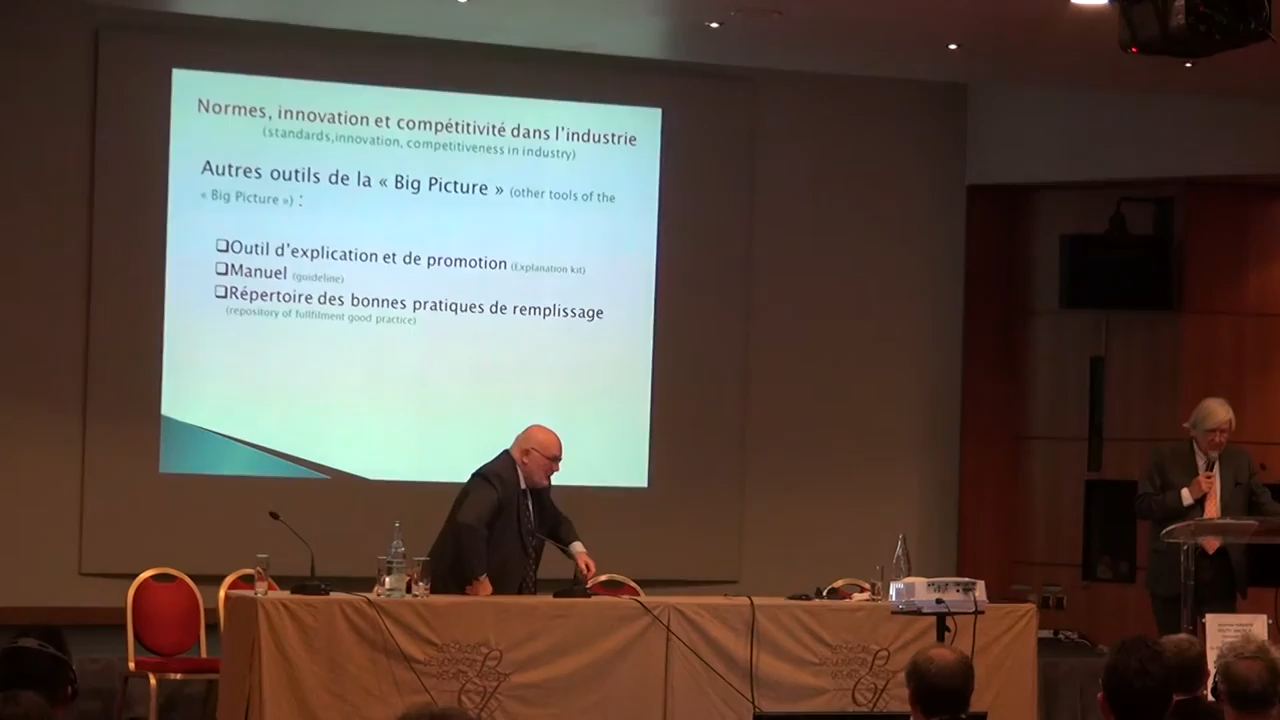 Normes, innovation et compétitivité dans l'industrie
(standards,innovation, competitiveness in industry)
Autres outils de la « Big Picture » (other tools of the
« Big Picture ») :
❑Outil d'explication et de promotion (Explanation kit)
❑Manuel (guideline)
❑Répertoire des bonnes pratiques de remplissage
(repository of fullfilment good practice)